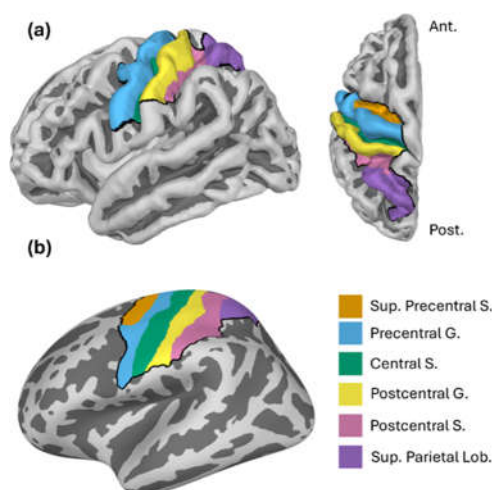 (a)
Ant.
Post.
(b)
Sup. Precentral S.
Precentral G.
Central S.
Postcentral G.
Postcentral S.
Sup. Parietal Lob.